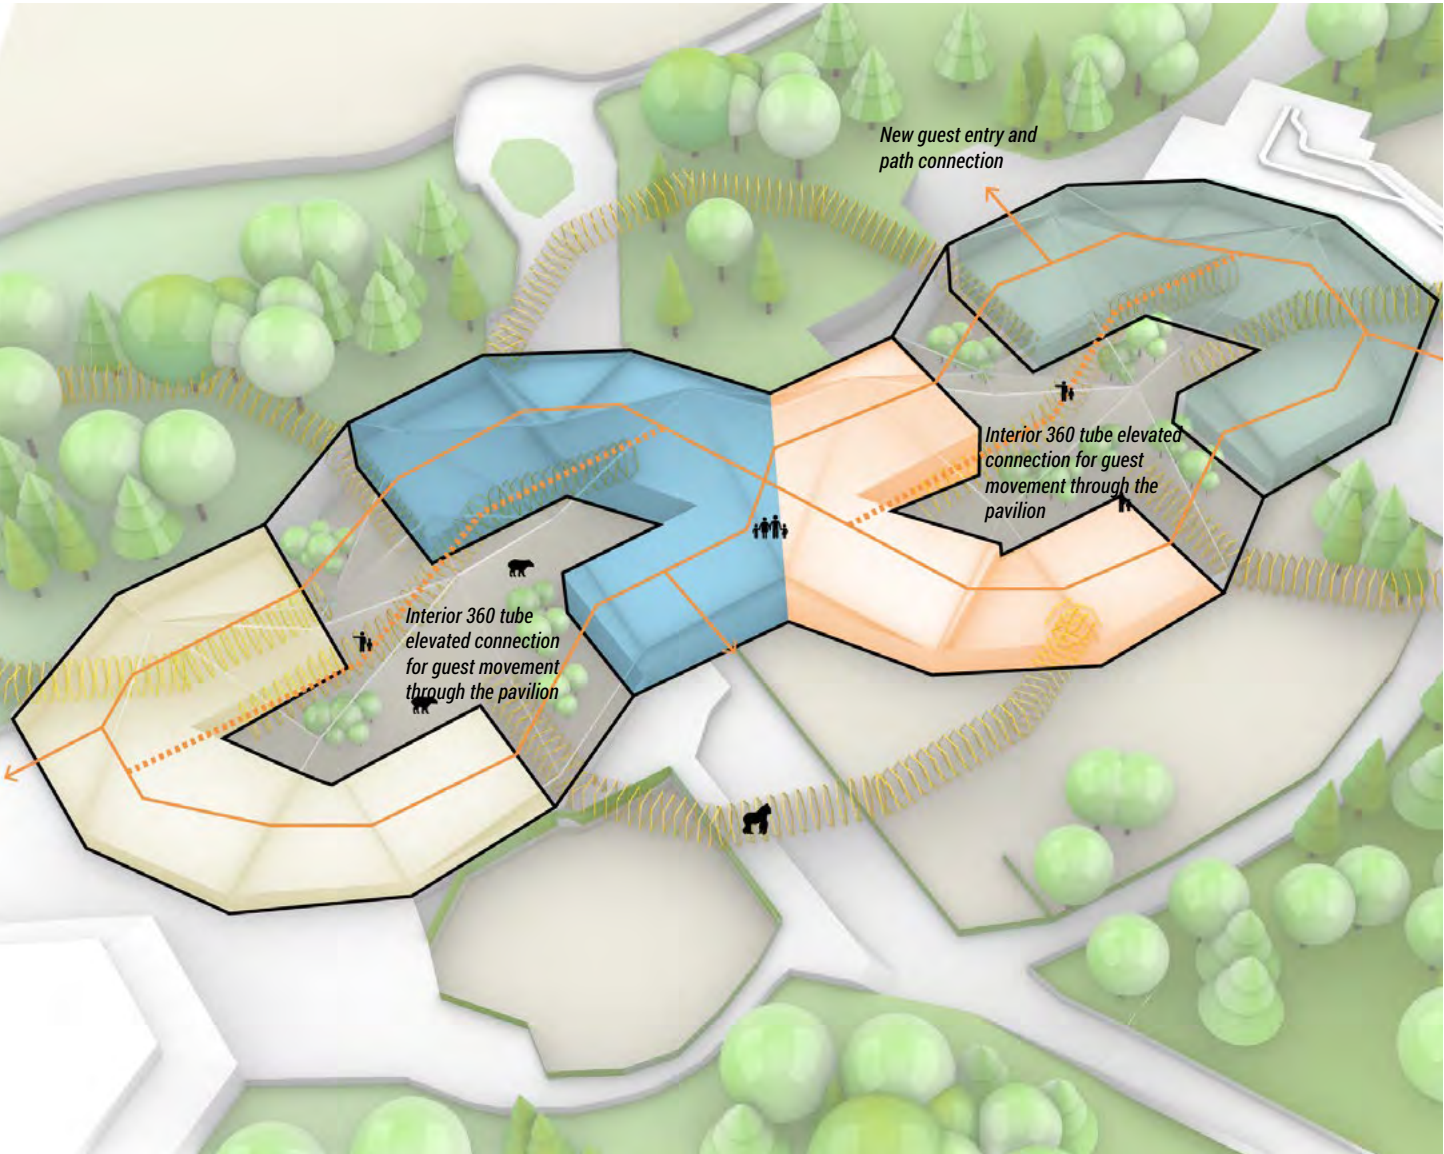 New guest entry and
path connection
Interior 360 tube elevated
connection for guest
movement through the
pavilion
Interior 360 tube
elevated connection
for guest movement
through the pavilion